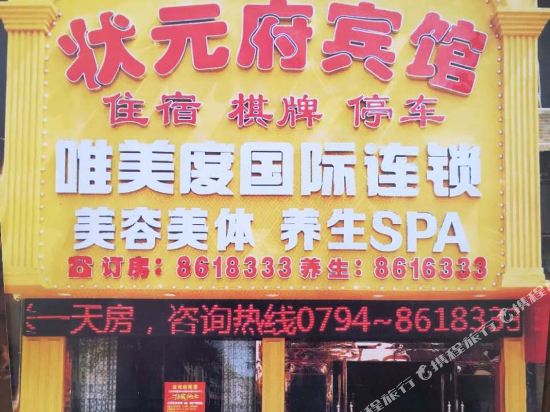 状元府宾馆
住宿 棋牌 停车
唯美度国际连锁
美容美体 养生SPA
订房：8618333 养生：8616333
一天房，咨询热线0794~8618333
携程旅行